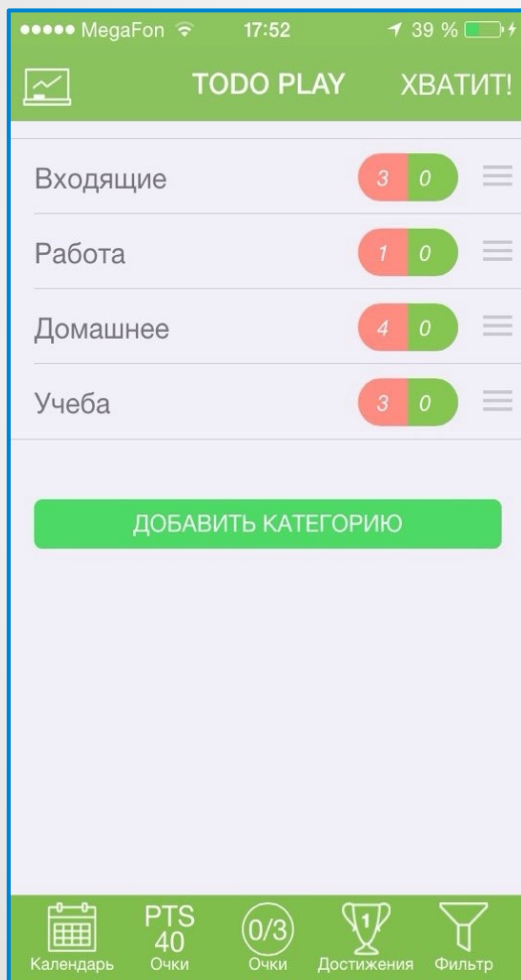 MegaFon 17:52 39 %
TODO PLAY ХВАТИТ!
Входящие 3 0
Работа 1 0
Домашнее 4 0
Учеба 3 0
ДОБАВИТЬ КАТЕГОРИЮ
PTS
40 0/3 1
Календарь Очки Очки Достижения Фильтр